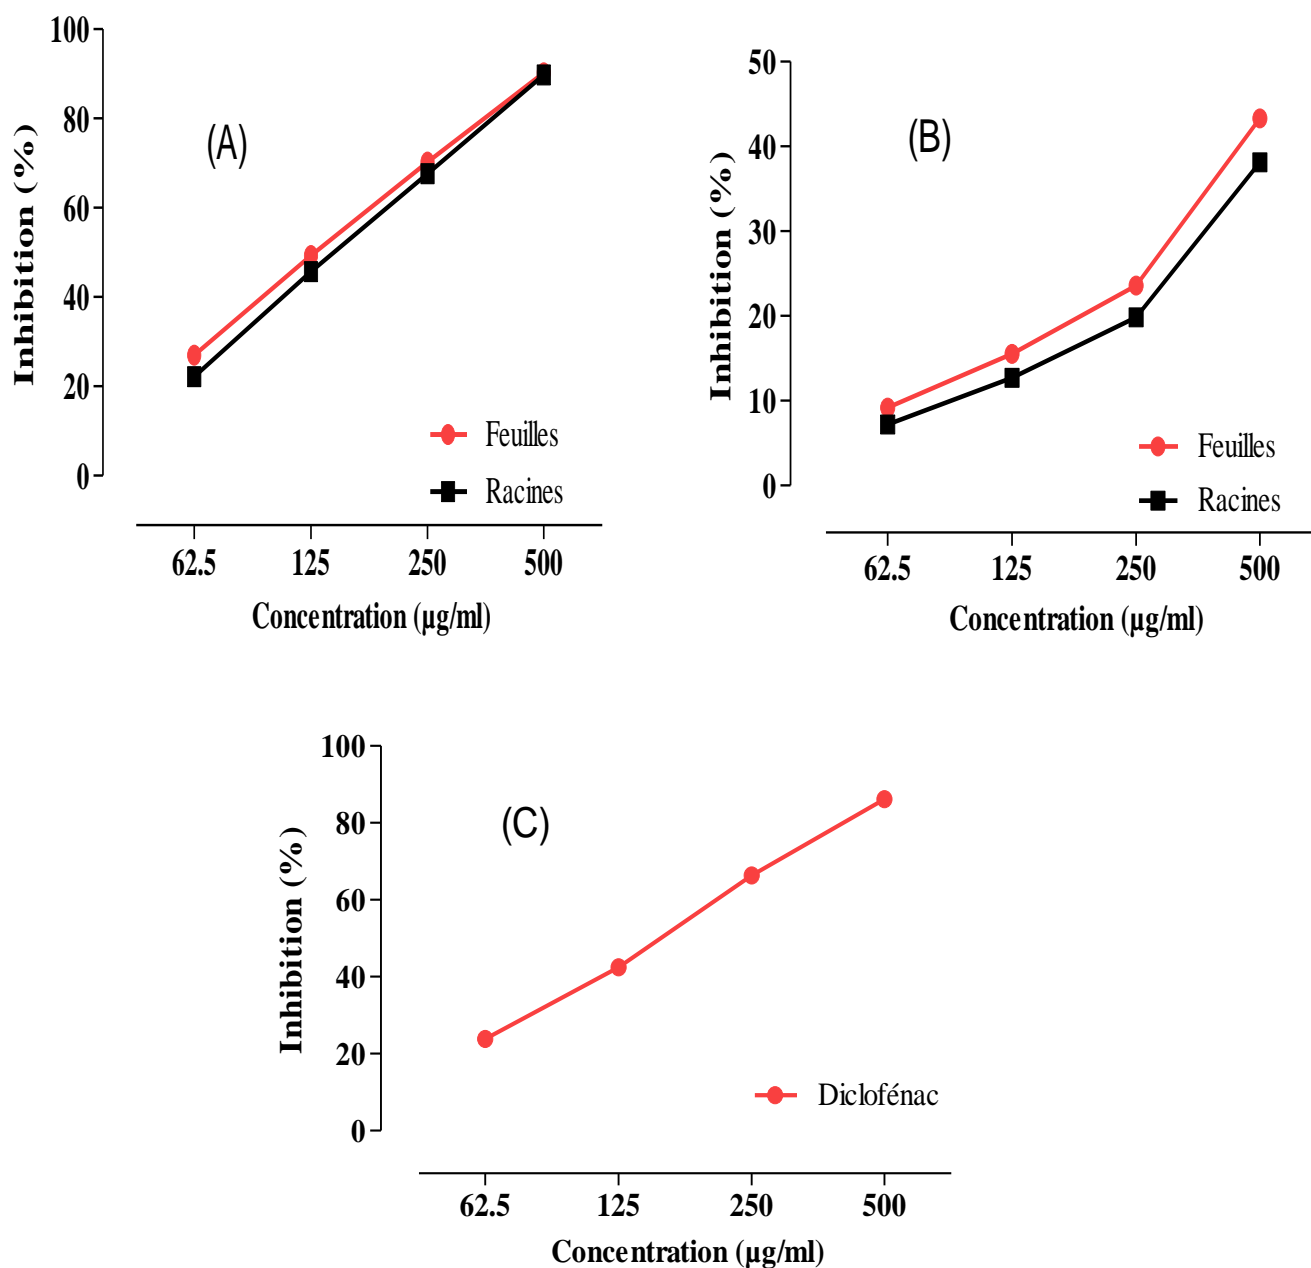 100
80
60
40
20
0
Inhibition (%)
(A)
Feuilles
Racines
62.5 125 250 500
Concentration (µg/ml)
50
40
30
20
10
0
Inhibition (%)
(B)
Feuilles
Racines
62.5 125 250 500
Concentration (µg/ml)
100
80
60
40
20
0
Inhibition (%)
(C)
Diclofénac
62.5 125 250 500
Concentration (µg/ml)